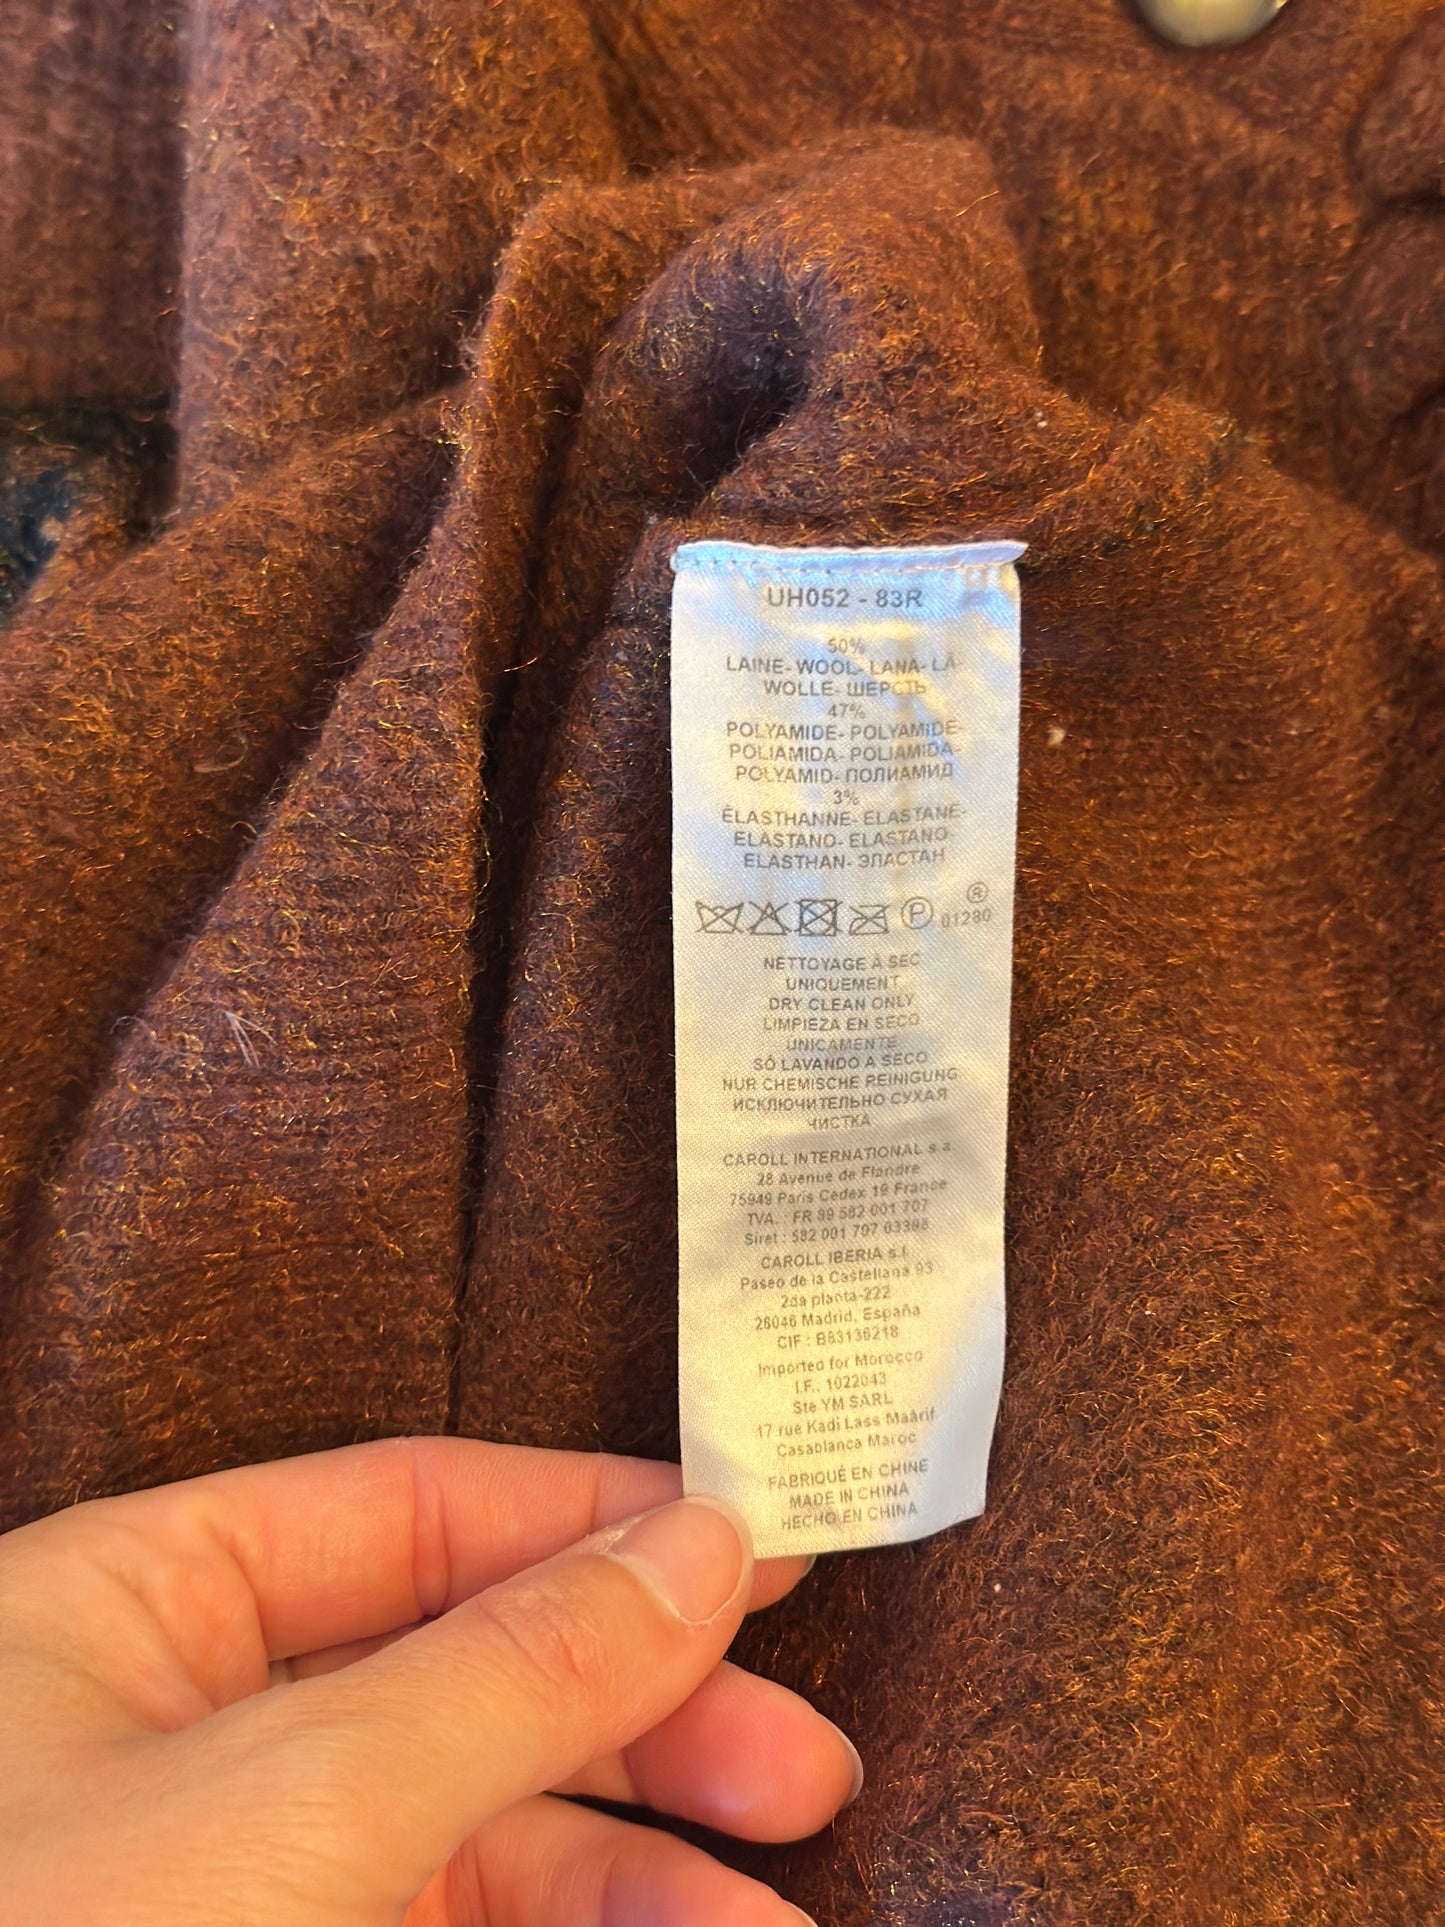 UH052 - 83R
50%
LAINE- WOOL- LANA- LÃ-
WOLLE- ШЕРСТЬ
47%
POLYAMIDE- POLYAMIDE-
POLIAMIDA- POLIAMIDA-
POLYAMID- ПОЛИАМИД
3%
ÉLASTHANNE- ELASTANE-
ELASTANO- ELASTANO-
ELASTHAN- ЭЛАСТАН
®
P 01280
NETTOYAGE À SEC
UNIQUEMENT
DRY CLEAN ONLY
LIMPIEZA EN SECO
UNICAMENTE
SÓ LAVANDO A SECO
NUR CHEMISCHE REINIGUNG
ИСКЛЮЧИТЕЛЬНО СУХАЯ
ЧИСТКА
CAROLL INTERNATIONAL s.a.
28 Avenue de Flandre
75949 Paris Cedex 19 France
TVA. : FR 89 582 001 707
Siret : 582 001 707 03398
CAROLL IBERIA s.l.
Paseo de la Castellana 93
2da planta-222
28046 Madrid, España
CIF : B83136218
Imported for Morocco
I.F.: 1022043
Ste YM SARL
17 rue Kadi Lass Maârif
Casablanca Maroc
FABRIQUÉ EN CHINE
MADE IN CHINA
HECHO EN CHINA